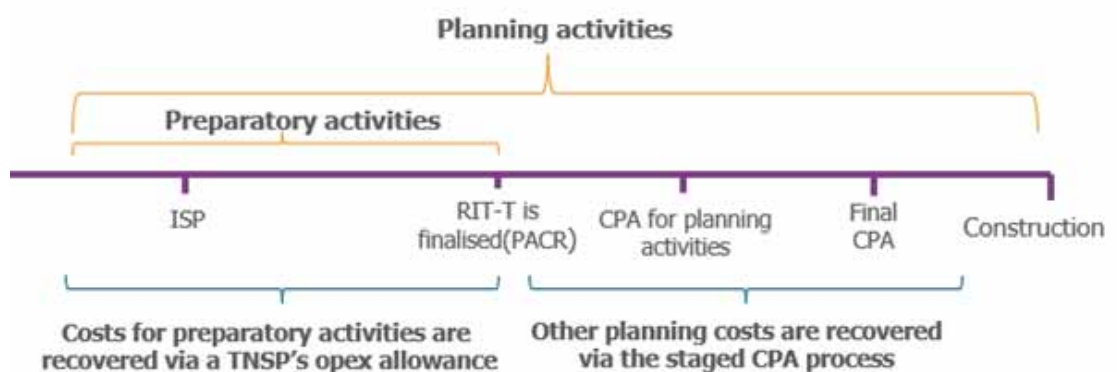 Planning activities
Preparatory activities
ISP
RIT-T is
finalised(PACR)
CPA for planning
activities
Final
CPA
Construction
Costs for preparatory activities are
recovered via a TNSP's opex allowance
Other planning costs are recovered
via the staged CPA process